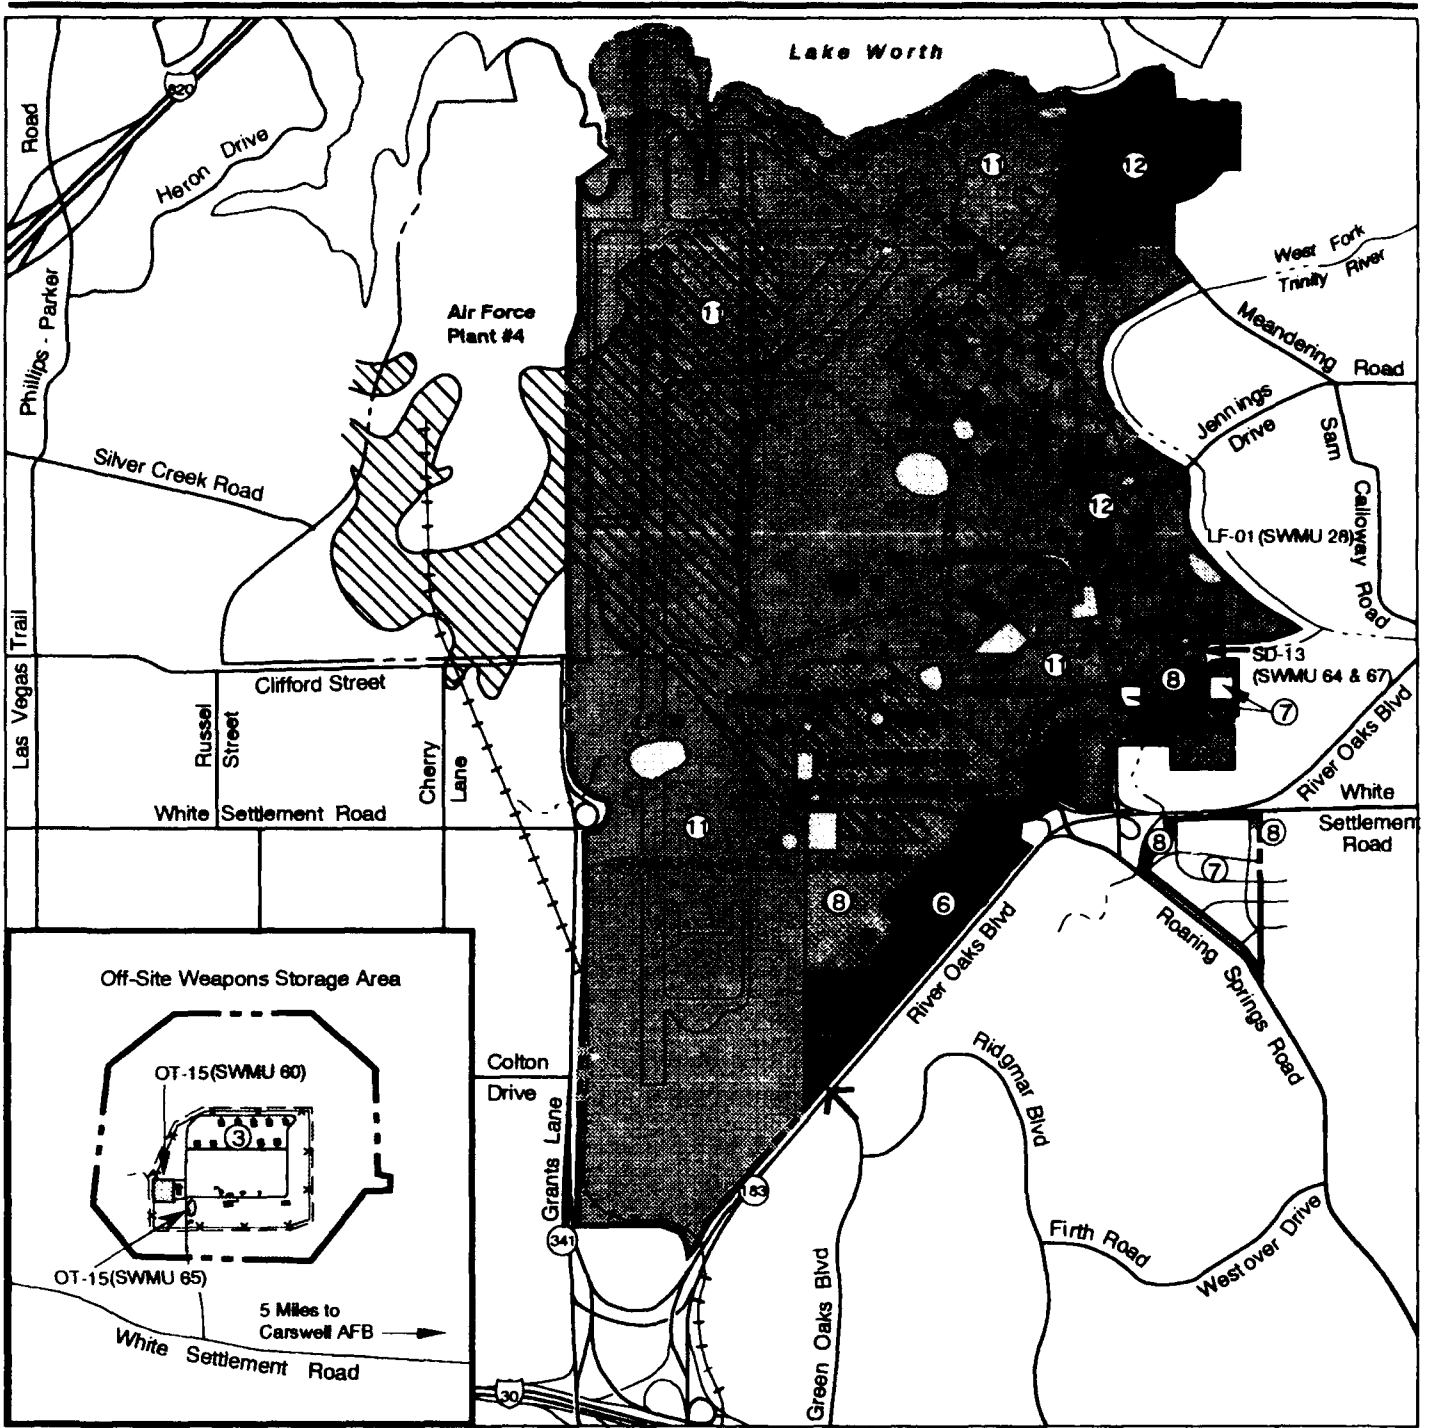 Lake Worth
820
Road
Heron Drive
11
12
West Fork
Trinity River
Phillips - Parker
Air Force
Plant #4
11
Meandering
Road
Jennings
Drive
Sam
Calloway
Road
Silver Creek Road
12
LF-01(SWMU 28)
Las Vegas Trail
Clifford Street
11
8
SD-13
(SWMU 64 & 67)
7
River Oaks Blvd
Russel
Street
Cherry
Lane
White Settlement Road
White
Settlement
Road
11
8
8
7
8
6
River Oaks Blvd
Roaring Springs Road
Off-Site Weapons Storage Area
OT-15(SWMU 60)
3
OT-15(SWMU 65)
5 Miles to
Carswell AFB
White Settlement Road
Colton
Drive
Grants Lane
Ridgmar Blvd
183
341
Firth Road
Westover Drive
Green Oaks Blvd
30